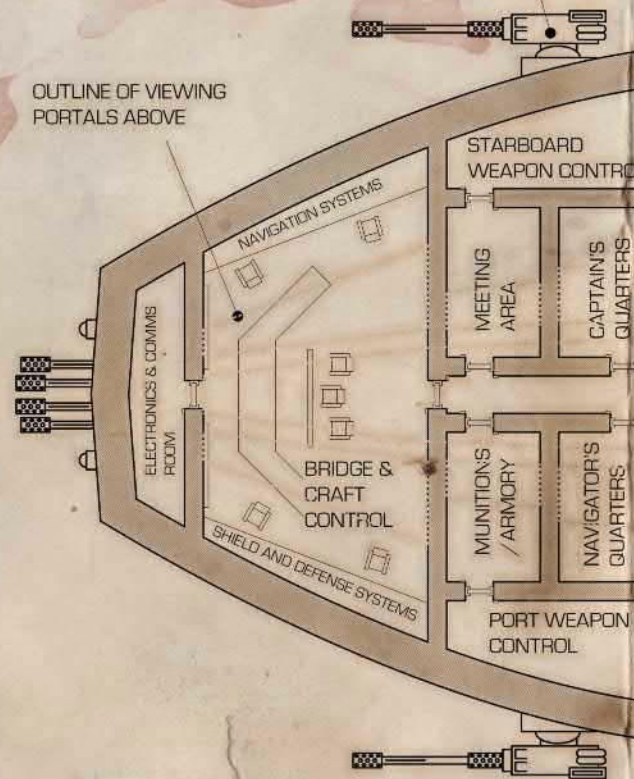 OUTLINE OF VIEWING
PORTALS ABOVE
STARBOARD
WEAPON CONTRO
NAVIGATION SYSTEMS
MEETING
AREA
CAPTAIN'S
QUARTERS
ELECTRONICS & COMMS
ROOM
BRIDGE &
CRAFT
CONTROL
MUNITIONS
/ ARMORY
NAVIGATOR'S
QUARTERS
SHIELD AND DEFENSE SYSTEMS
PORT WEAPON
CONTROL